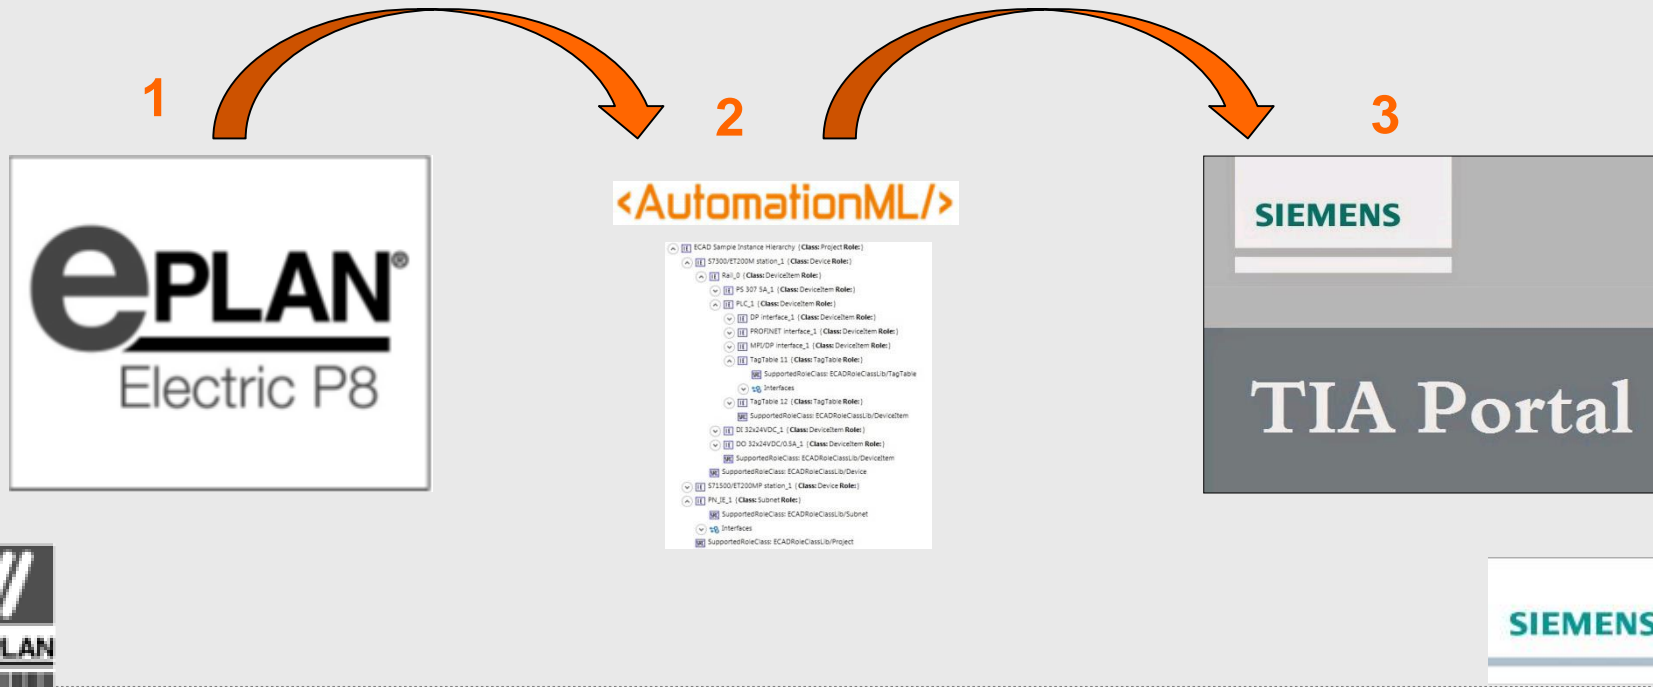 1
2
3
ePLAN®
Electric P8
<AutomationML/>
ECAD Sample Instance Hierarchy {Class: Project Role:}
S7300/ET200M station_1 {Class: Device Role:}
Rail_0 {Class: DeviceItem Role:}
PS 307 5A_1 {Class: DeviceItem Role:}
PLC_1 {Class: DeviceItem Role:}
DP interface_1 {Class: DeviceItem Role:}
PROFINET interface_1 {Class: DeviceItem Role:}
MPI/DP interface_1 {Class: DeviceItem Role:}
TagTable 11 {Class: TagTable Role:}
SupportedRoleClass: ECADRoleClassLib/TagTable
Interfaces
TagTable 12 {Class: TagTable Role:}
SupportedRoleClass: ECADRoleClassLib/DeviceItem
DI 32x24VDC_1 {Class: DeviceItem Role:}
DO 32x24VDC/0.5A_1 {Class: DeviceItem Role:}
SupportedRoleClass: ECADRoleClassLib/DeviceItem
SupportedRoleClass: ECADRoleClassLib/Device
S71500/ET200MP station_1 {Class: Device Role:}
PN_IE_1 {Class: Subnet Role:}
SupportedRoleClass: ECADRoleClassLib/Subnet
Interfaces
SupportedRoleClass: ECADRoleClassLib/Project
SIEMENS
TIA Portal
LAN
SIEMENS